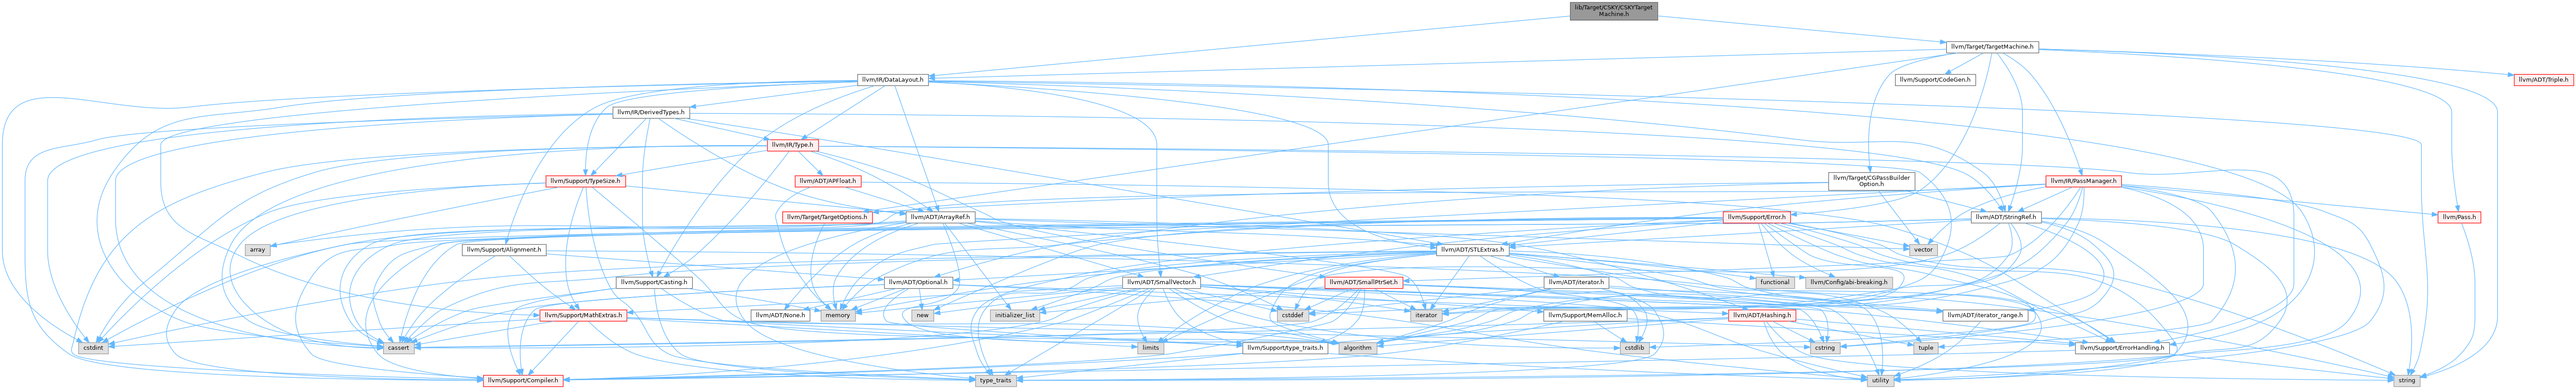 lib/Target/CSKY/CSKYTarget
Machine.h
llvm/Target/TargetMachine.h
llvm/IR/DataLayout.h
llvm/Support/CodeGen.h
llvm/ADT/Triple.h
llvm/IR/DerivedTypes.h
llvm/IR/Type.h
llvm/Support/TypeSize.h
llvm/ADT/APFloat.h
llvm/Target/CGPassBuilder
Option.h
llvm/IR/PassManager.h
llvm/Target/TargetOptions.h
llvm/ADT/ArrayRef.h
llvm/Support/Error.h
llvm/ADT/StringRef.h
llvm/Pass.h
array
llvm/Support/Alignment.h
llvm/ADT/STLExtras.h
vector
llvm/Support/Casting.h
llvm/ADT/Optional.h
llvm/ADT/SmallVector.h
llvm/ADT/SmallPtrSet.h
llvm/ADT/iterator.h
functional
llvm/Config/abi-breaking.h
llvm/Support/MathExtras.h
llvm/ADT/None.h
memory
new
initializer_list
cstddef
llvm/Support/MemAlloc.h
iterator
llvm/ADT/Hashing.h
llvm/ADT/iterator_range.h
cstdint
cassert
limits
llvm/Support/type_traits.h
algorithm
cstdlib
cstring
tuple
llvm/Support/ErrorHandling.h
llvm/Support/Compiler.h
type_traits
utility
string